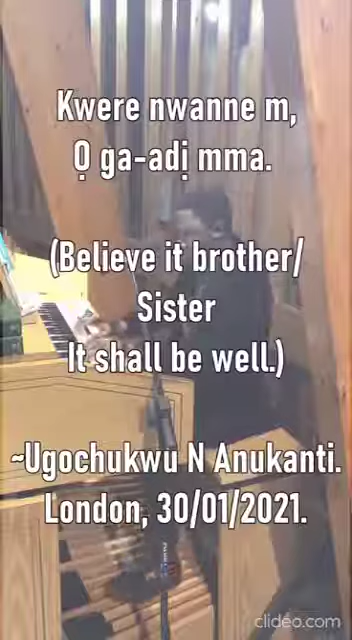 Kwere nwanne m,
Ọ ga-adị mma.
(Believe it brother/
Sister
It shall be well.)
~Ugochukwu N Anukanti.
London, 30/01/2021.
clideo.com